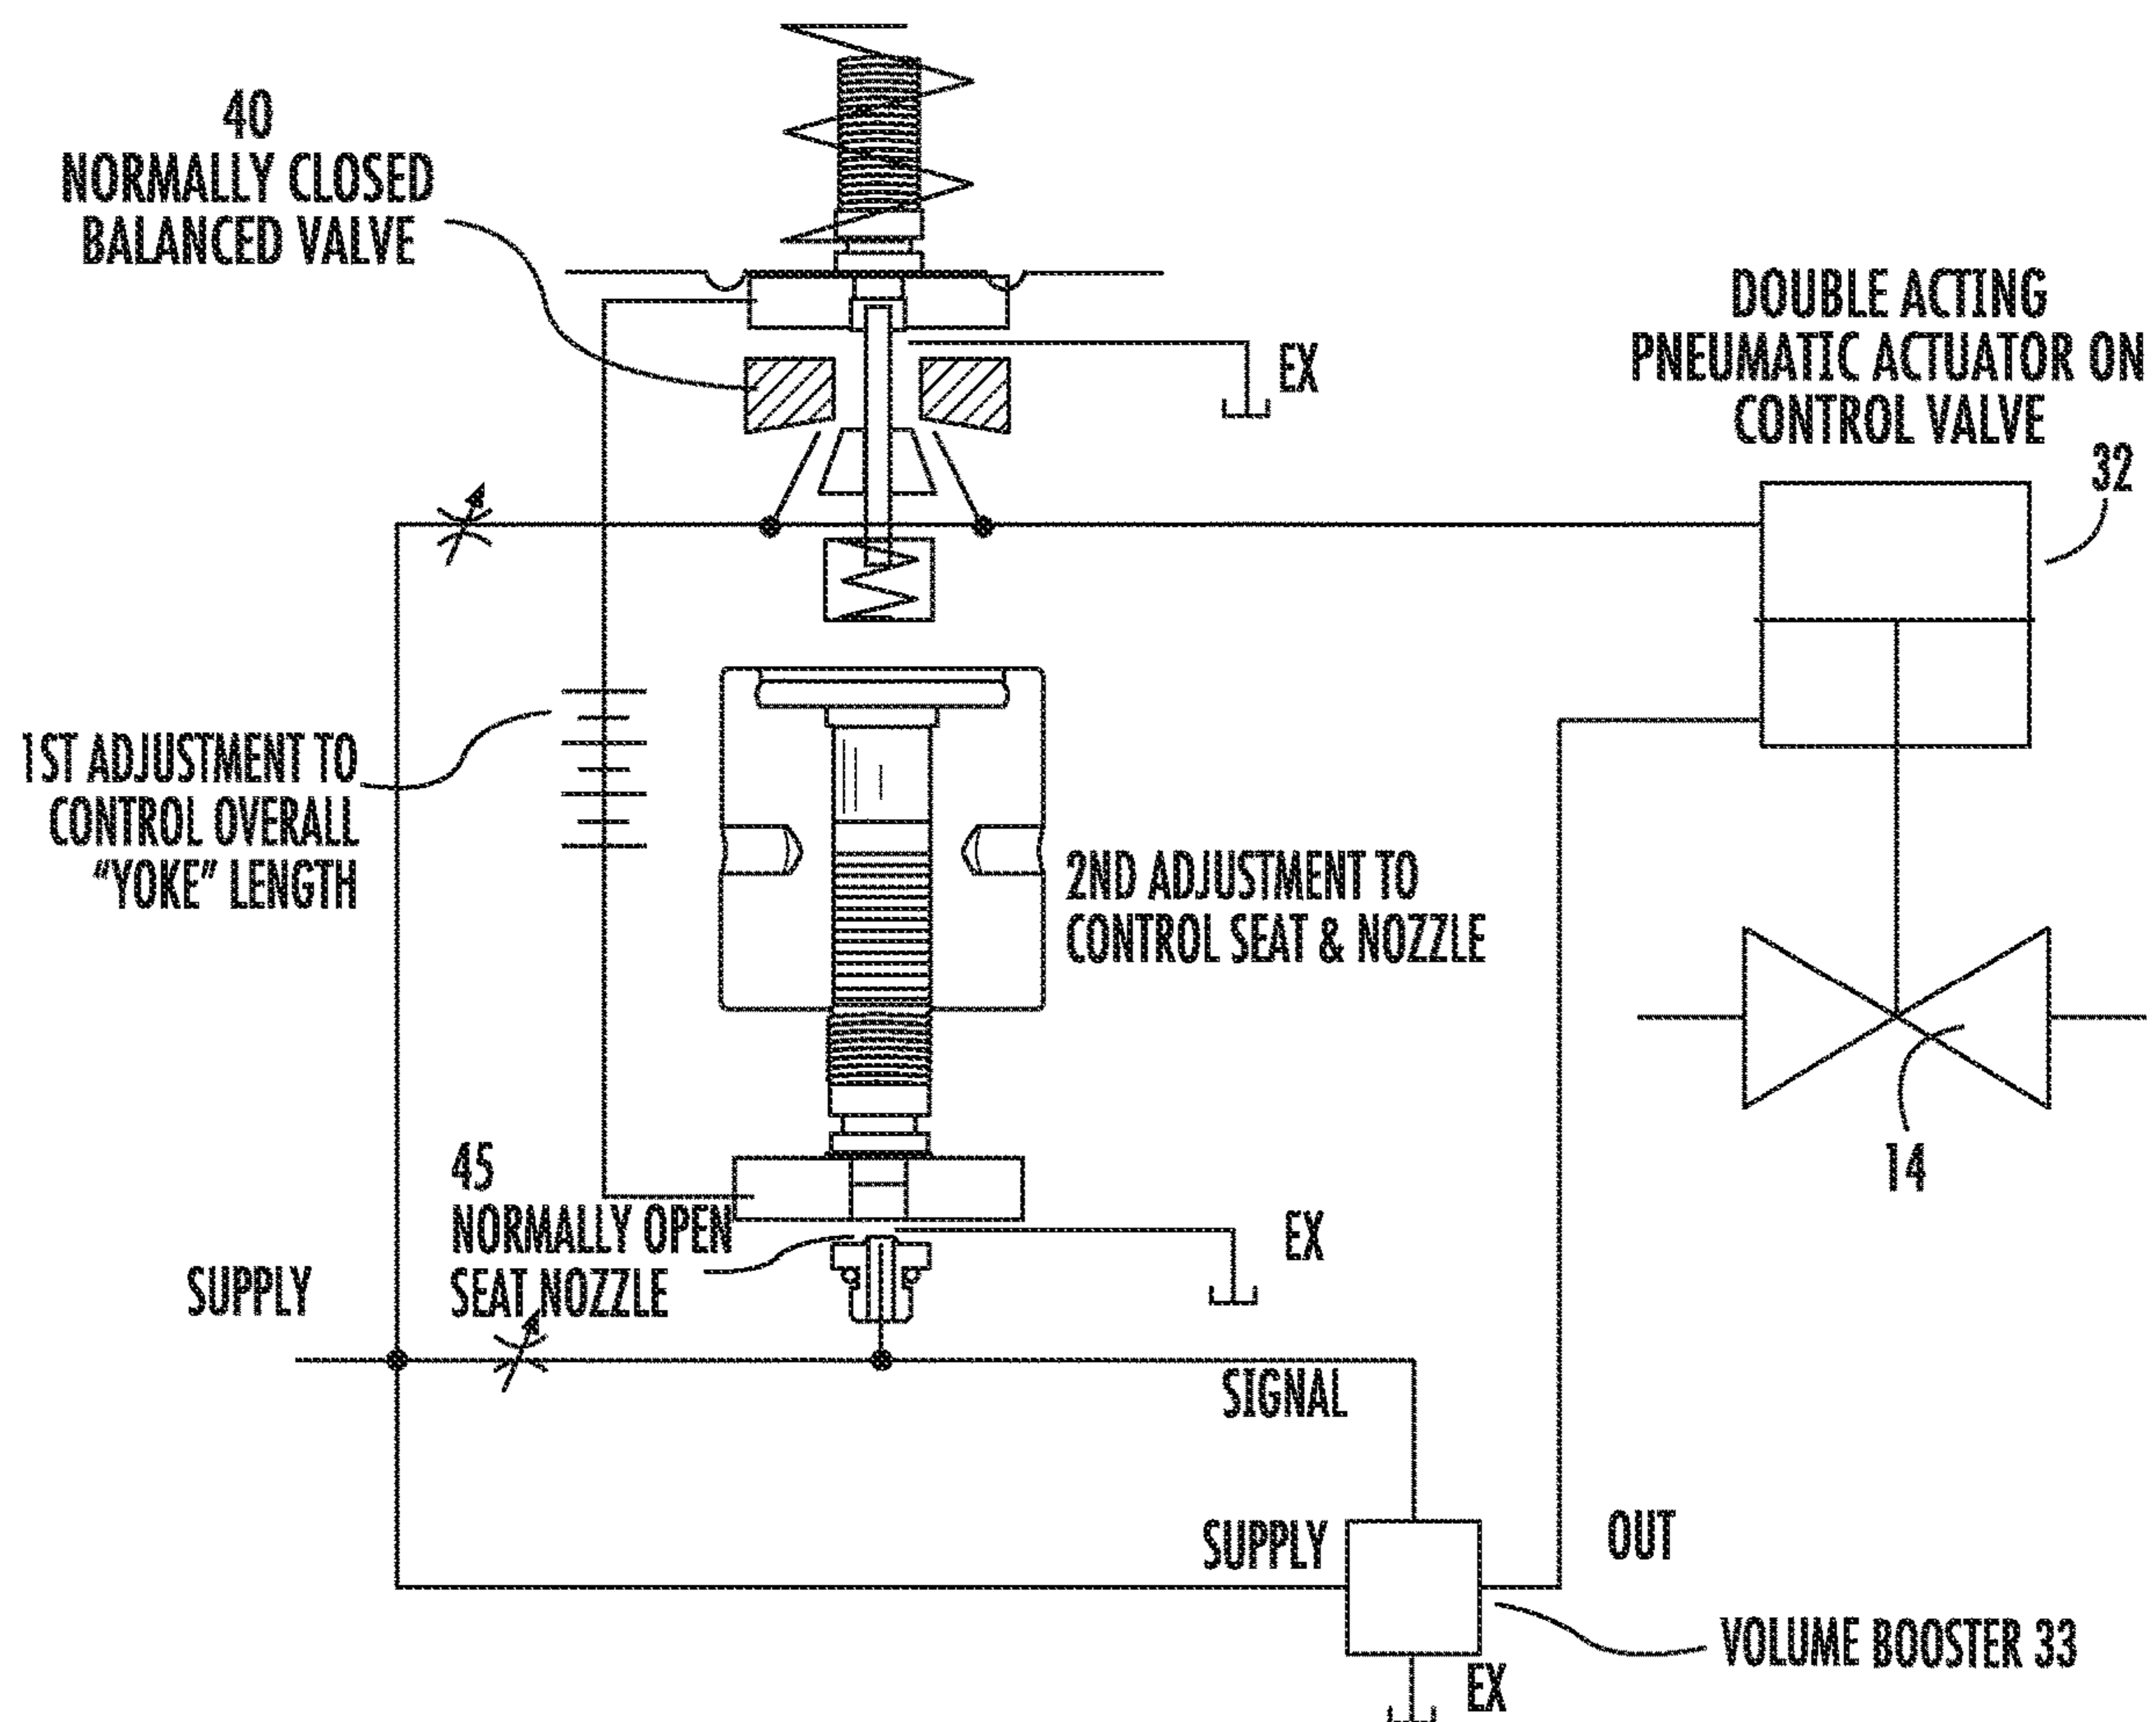 40
NORMALLY CLOSED
BALANCED VALVE
EX
DOUBLE ACTING
PNEUMATIC ACTUATOR ON
CONTROL VALVE
32
1ST ADJUSTMENT TO
CONTROL OVERALL
"YOKE" LENGTH
2ND ADJUSTMENT TO
CONTROL SEAT & NOZZLE
14
45
NORMALLY OPEN
SEAT NOZZLE
EX
SUPPLY
SIGNAL
SUPPLY
OUT
VOLUME BOOSTER 33
EX